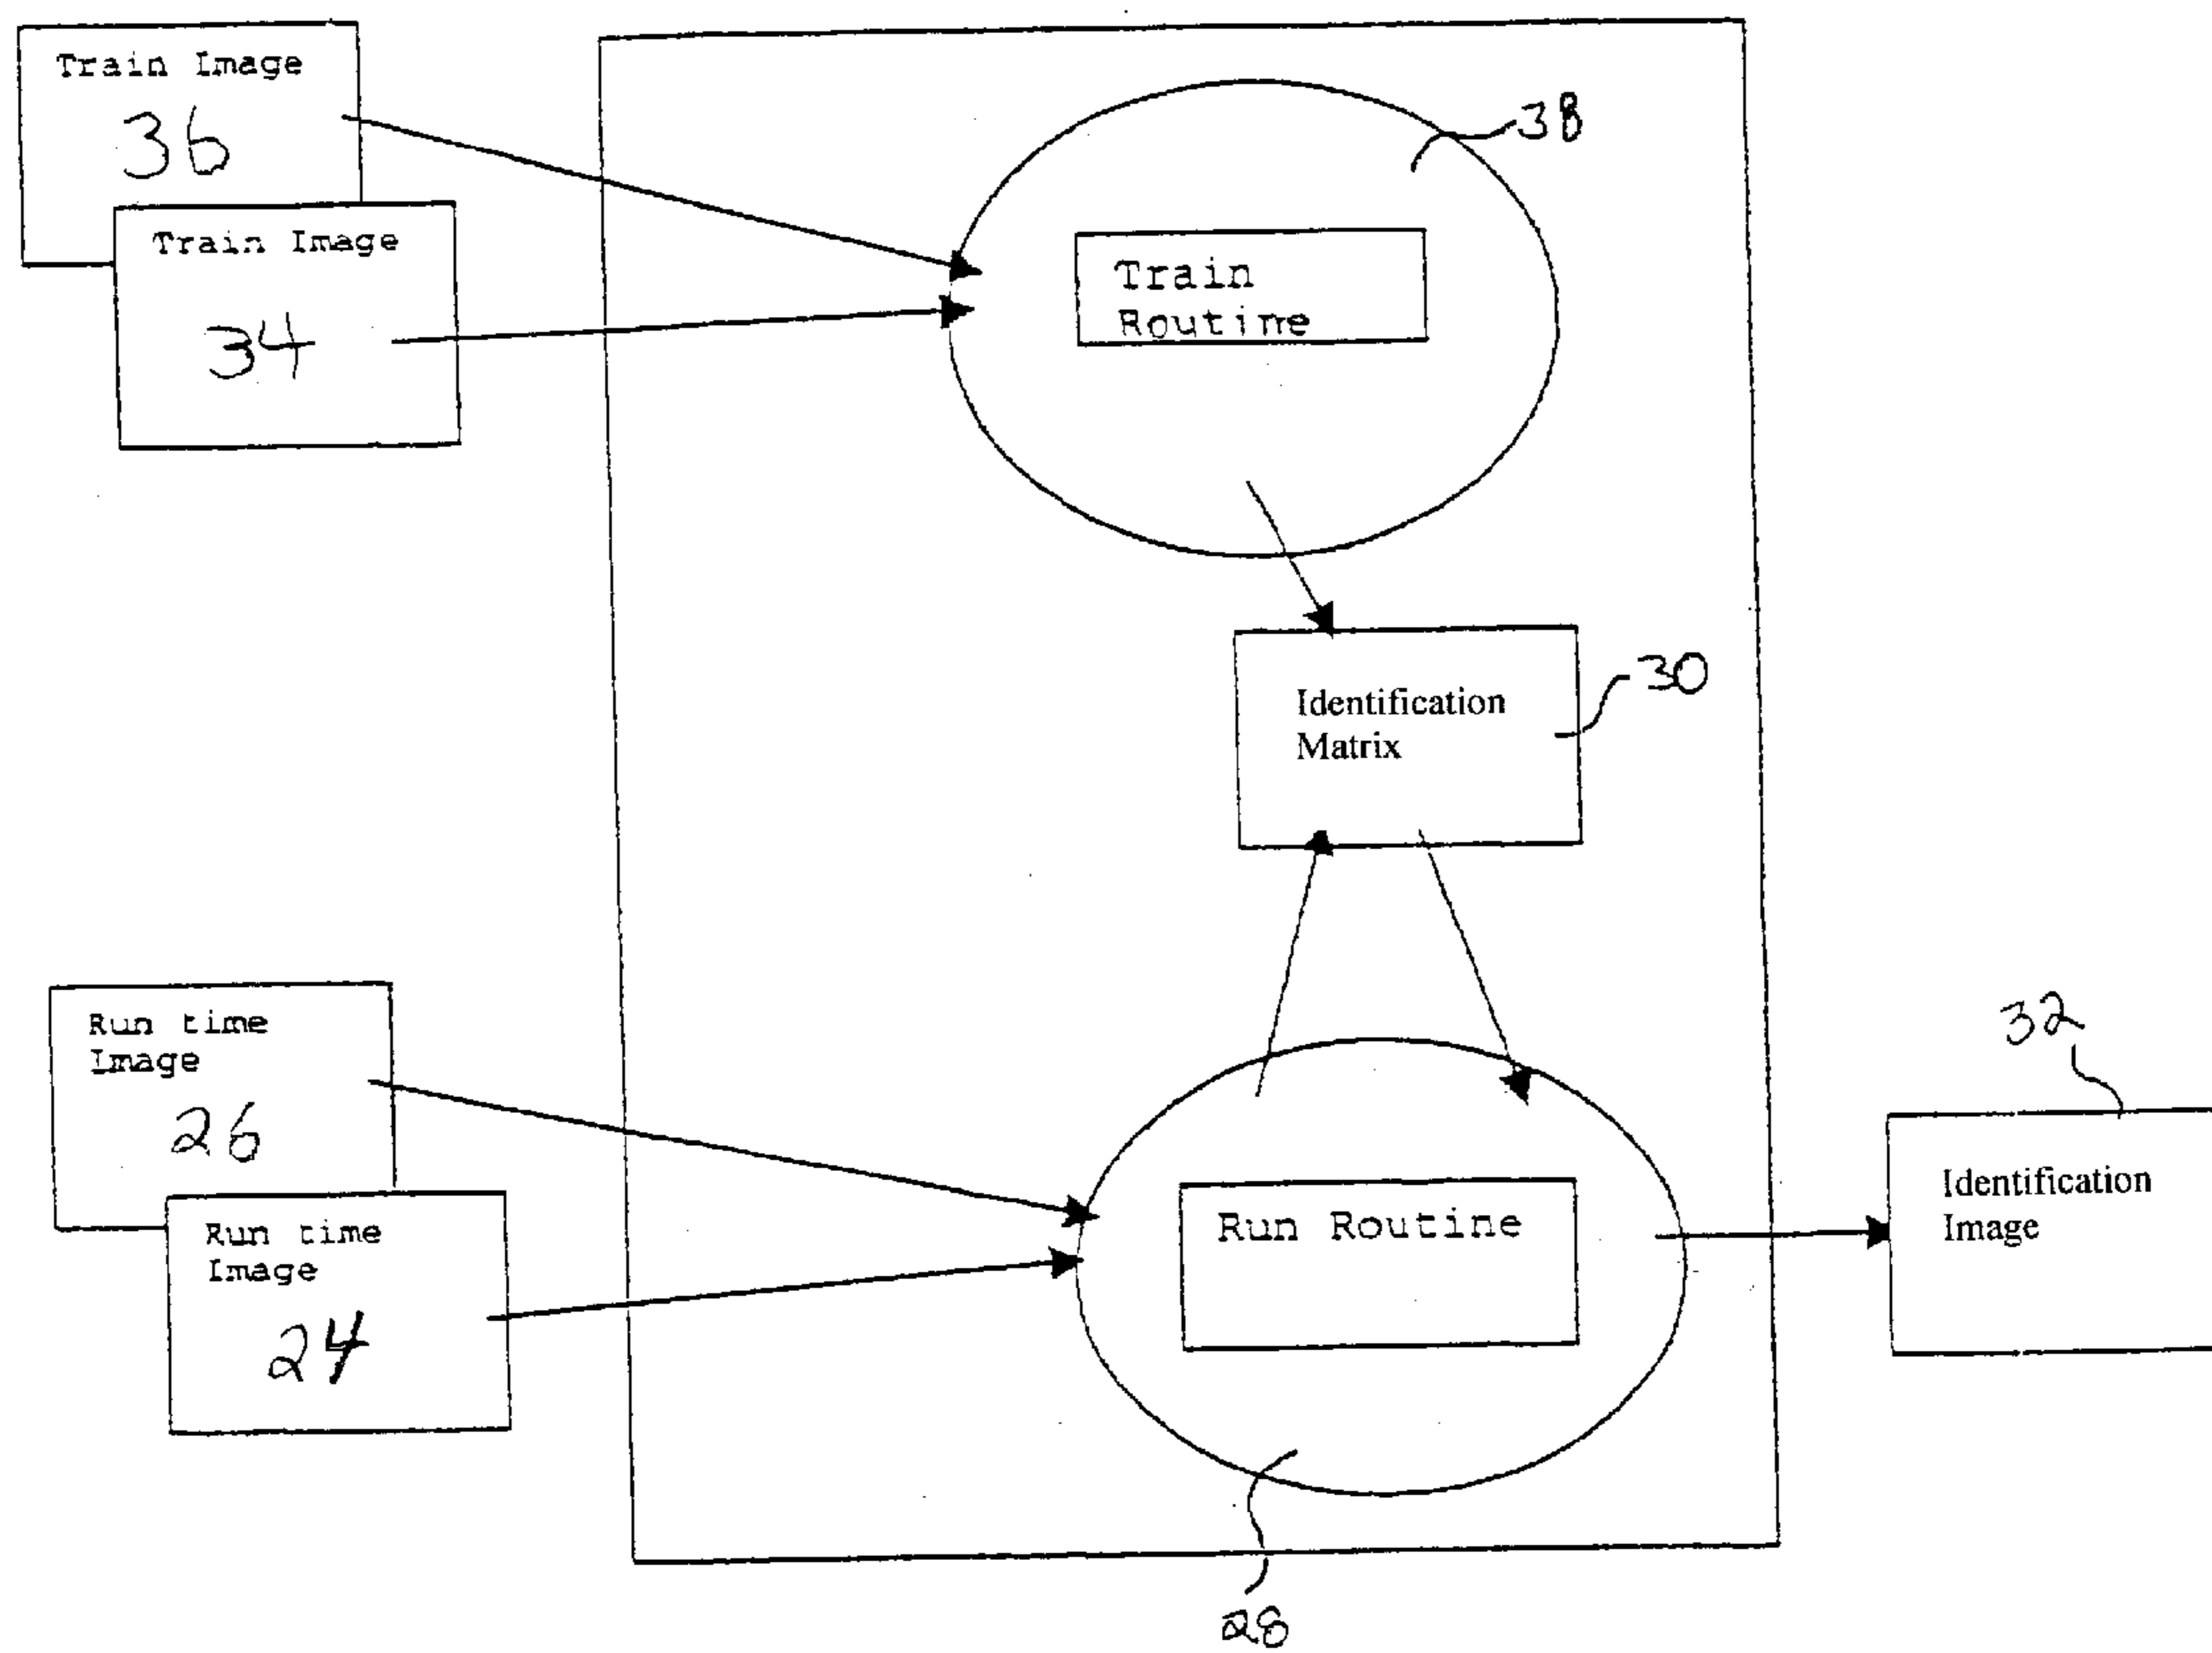 Train Image
36
Train Image
34
38
Train
Routine
Identification
Matrix
30
Run time
Image
26
Run time
Image
24
Run Routine
32
Identification
Image
28